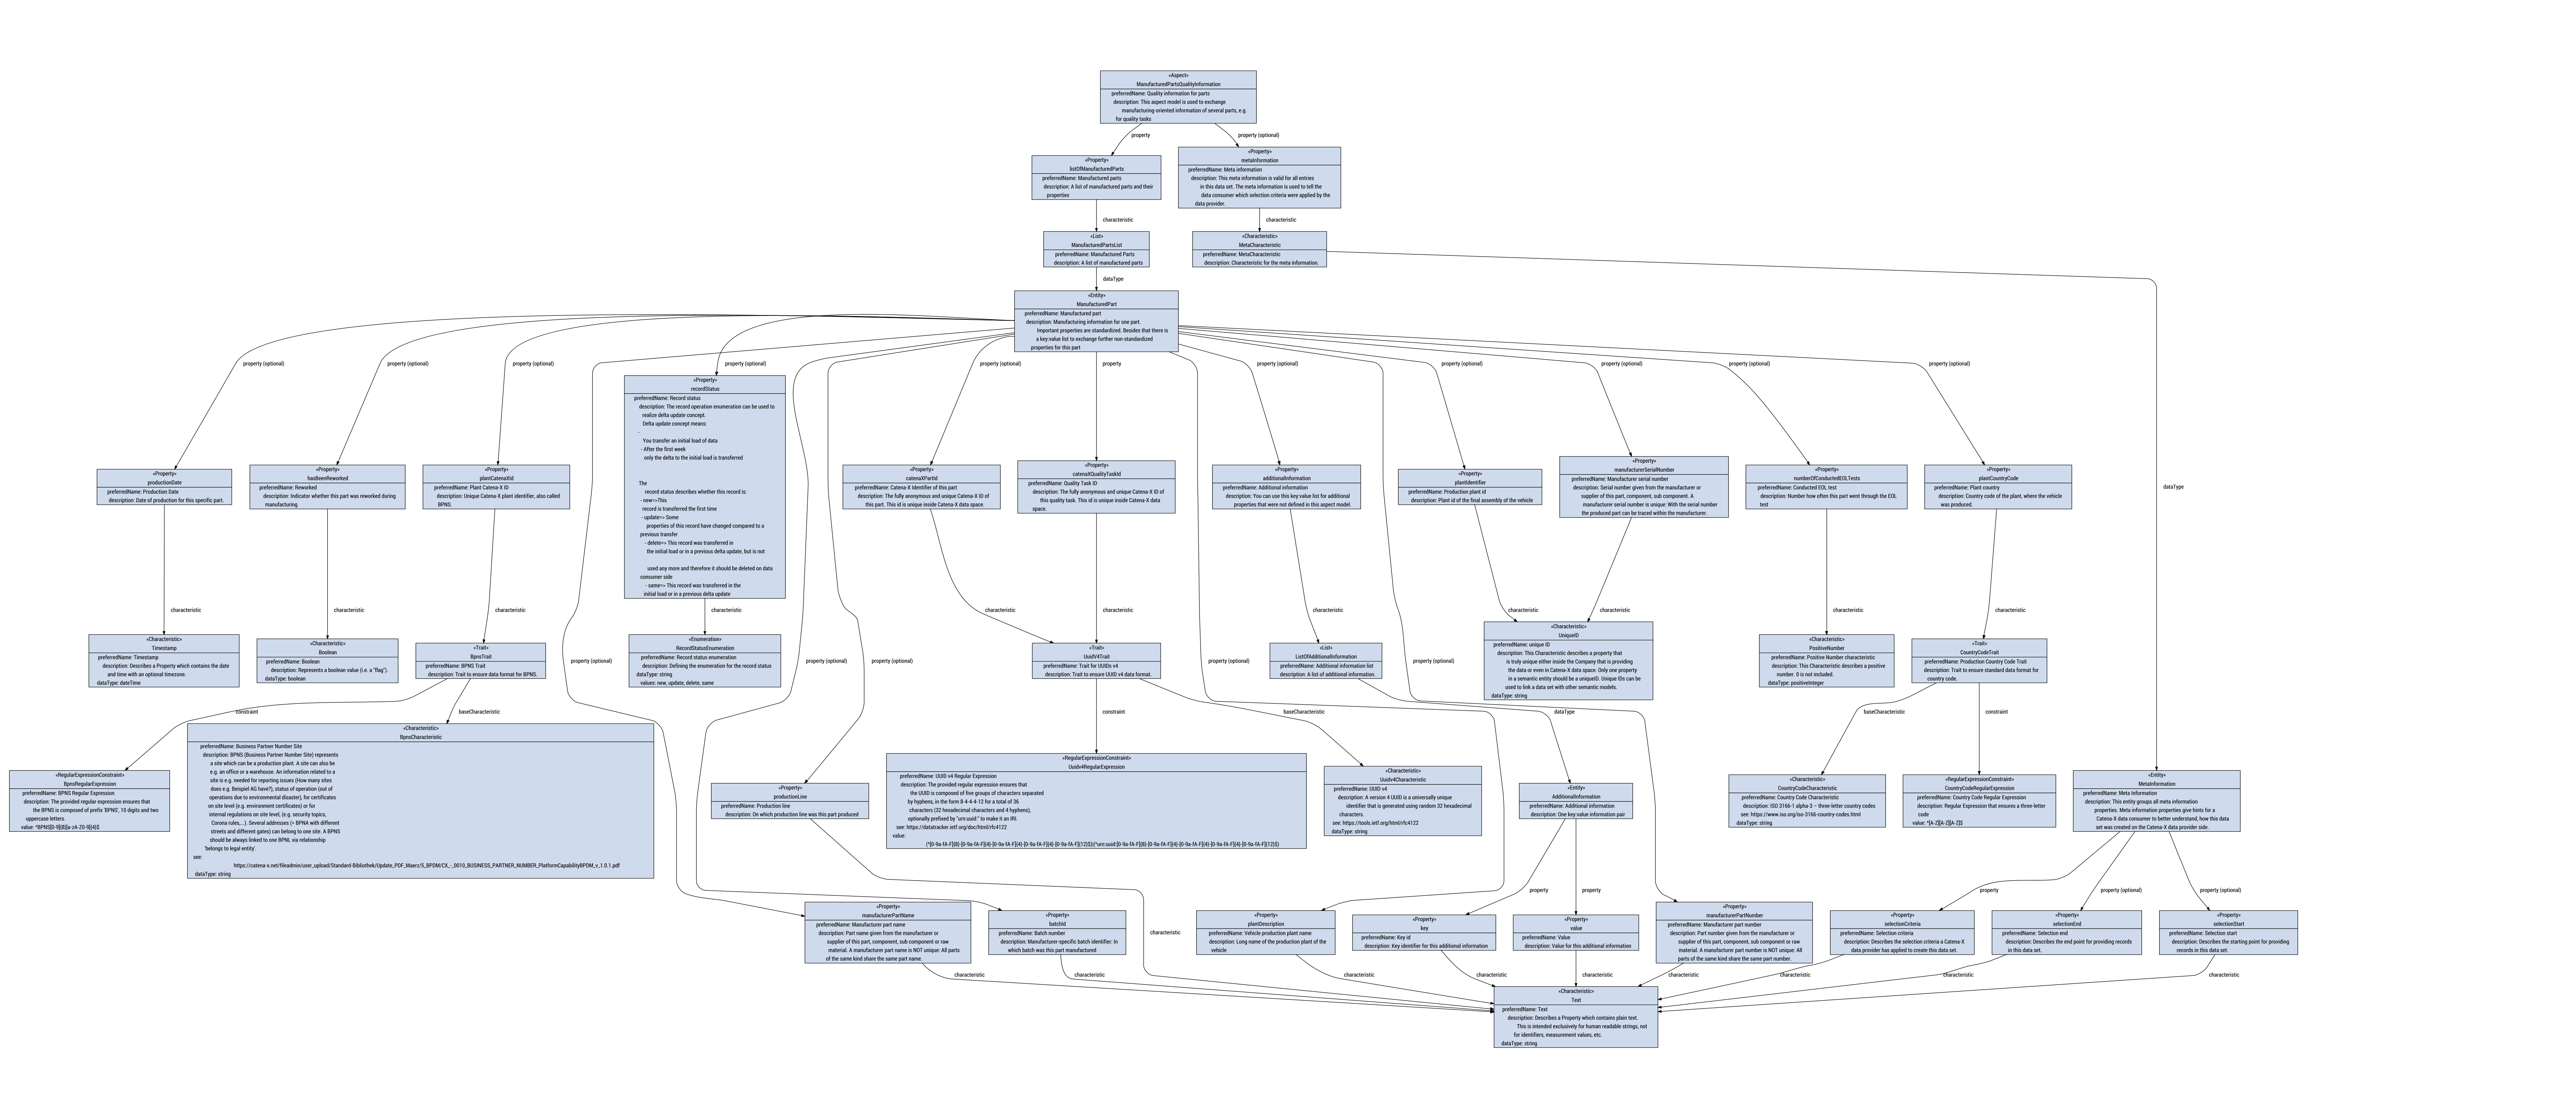 «Aspect»
ManufacturedPartsQualityInformation
preferredName: Quality information for parts
description: This aspect model is used to exchange
manufacturing-oriented information of several parts, e.g.
for quality tasks
property
property (optional)
«Property»
listOfManufacturedParts
preferredName: Manufactured parts
description: A list of manufactured parts and their
properties
«Property»
metaInformation
preferredName: Meta information
description: This meta information is valid for all entries
in this data set. The meta information is used to tell the
data consumer which selection criteria were applied by the
data provider.
characteristic
characteristic
«List»
ManufacturedPartsList
preferredName: Manufactured Parts
description: A list of manufactured parts
«Characteristic»
MetaCharacteristic
preferredName: MetaCharacteristic
description: Characteristic for the meta information.
dataType
«Entity»
ManufacturedPart
preferredName: Manufactured part
description: Manufacturing information for one part.
Important properties are standardized. Besides that there is
a key:value list to exchange further non-standardized
properties for this part
property (optional)
property (optional)
property (optional)
property (optional)
property (optional)
property
property (optional)
property (optional)
property (optional)
property (optional)
property (optional)
«Property»
productionDate
preferredName: Production Date
description: Date of production for this specific part.
«Property»
hasBeenReworked
preferredName: Reworked
description: Indicator whether this part was reworked during
manufacturing
«Property»
plantCatenaXId
preferredName: Plant Catena-X ID
description: Unique Catena-X plant identifier, also called
BPNS.
«Property»
recordStatus
preferredName: Record status
description: The record operation enumeration can be used to
realize delta update concept.
Delta update concept means:
-
You transfer an initial load of data
- After the first week
only the delta to the initial load is transferred
The
record status describes whether this record is:
- new=>This
record is transferred the first time
- update=> Some
properties of this record have changed compared to a
previous transfer
- delete=> This record was transferred in
the initial load or in a previous delta update, but is not
used any more and therefore it should be deleted on data
consumer side
- same=> This record was transferred in the
initial load or in a previous delta update
«Property»
catenaXPartId
preferredName: Catena-X Identifier of this part
description: The fully anonymous and unique Catena-X ID of
this part. This id is unique inside Catena-X data space.
«Property»
catenaXQualityTaskId
preferredName: Quality Task ID
description: The fully anonymous and unique Catena-X ID of
this quality task. This id is unique inside Catena-X data
space.
«Property»
additionalInformation
preferredName: Additional information
description: You can use this key:value list for additional
properties that were not defined in this aspect model.
«Property»
plantIdentifier
preferredName: Production plant id
description: Plant id of the final assembly of the vehicle
«Property»
manufacturerSerialNumber
preferredName: Manufacturer serial number
description: Serial number given from the manufacturer or
supplier of this part, component, sub component. A
manufacturer serial number is unique: With the serial number
the produced part can be traced within the manufacturer.
«Property»
numberOfConductedEOLTests
preferredName: Conducted EOL test
description: Number how often this part went through the EOL
test
«Property»
plantCountryCode
preferredName: Plant country
description: Country code of the plant, where the vehicle
was produced.
dataType
characteristic
characteristic
characteristic
characteristic
characteristic
characteristic
characteristic
characteristic
characteristic
characteristic
characteristic
«Characteristic»
Timestamp
preferredName: Timestamp
description: Describes a Property which contains the date
and time with an optional timezone.
dataType: dateTime
«Characteristic»
Boolean
preferredName: Boolean
description: Represents a boolean value (i.e. a "flag").
dataType: boolean
«Trait»
BpnsTrait
preferredName: BPNS Trait
description: Trait to ensure data format for BPNS.
property (optional)
«Enumeration»
RecordStatusEnumeration
preferredName: Record status enumeration
description: Defining the enumeration for the record status
dataType: string
values: new, update, delete, same
property (optional)
property (optional)
«Trait»
UuidV4Trait
preferredName: Trait for UUIDs v4
description: Trait to ensure UUID v4 data format.
property (optional)
«List»
ListOfAdditionalInformation
preferredName: Additional information list
description: A list of additional information.
property (optional)
«Characteristic»
UniqueID
preferredName: unique ID
description: This Characteristic describes a property that
is truly unique either inside the Company that is providing
the data or even in Catena-X data space. Only one property
in a semantic entity should be a uniqueID. Unique IDs can be
used to link a data set with other semantic models.
dataType: string
«Characteristic»
PositiveNumber
preferredName: Positive Number characteristic
description: This Characteristic describes a positive
number. 0 is not included.
dataType: positiveInteger
«Trait»
CountryCodeTrait
preferredName: Production Country Code Trait
description: Trait to ensure standard data format for
country code.
constraint
baseCharacteristic
constraint
baseCharacteristic
dataType
baseCharacteristic
constraint
«RegularExpressionConstraint»
BpnsRegularExpression
preferredName: BPNS Regular Expression
description: The provided regular expression ensures that
the BPNS is composed of prefix 'BPNS', 10 digits and two
uppercase letters.
value: ^BPNS[0-9]{8}[a-zA-Z0-9]{4}$
«Characteristic»
BpnsCharacteristic
preferredName: Business Partner Number Site
description: BPNS (Business Partner Number Site) represents
a site which can be a production plant. A site can also be
e.g. an office or a warehouse. An information related to a
site is e.g. needed for reporting issues (How many sites
does e.g. Beispiel AG have?), status of operation (out of
operations due to environmental disaster), for certificates
on site level (e.g. environment certificates) or for
internal regulations on site level, (e.g. security topics,
Corona rules,...). Several addresses (= BPNA with different
streets and different gates) can belong to one site. A BPNS
should be always linked to one BPNL via relationship
'belongs to legal entity'.
see:
https://catena-x.net/fileadmin/user_upload/Standard-Bibliothek/Update_PDF_Maerz/5_BPDM/CX_-_0010_BUSINESS_PARTNER_NUMBER_PlatformCapabilityBPDM_v_1.0.1.pdf
dataType: string
«Property»
productionLine
preferredName: Production line
description: On which production line was this part produced
«RegularExpressionConstraint»
Uuidv4RegularExpression
preferredName: UUID v4 Regular Expression
description: The provided regular expression ensures that
the UUID is composed of five groups of characters separated
by hyphens, in the form 8-4-4-4-12 for a total of 36
characters (32 hexadecimal characters and 4 hyphens),
optionally prefixed by "urn:uuid:" to make it an IRI.
see: https://datatracker.ietf.org/doc/html/rfc4122
value:
(^[0-9a-fA-F]{8}-[0-9a-fA-F]{4}-[0-9a-fA-F]{4}-[0-9a-fA-F]{4}-[0-9a-fA-F]{12}$)|(^urn:uuid:[0-9a-fA-F]{8}-[0-9a-fA-F]{4}-[0-9a-fA-F]{4}-[0-9a-fA-F]{4}-[0-9a-fA-F]{12}$)
«Characteristic»
Uuidv4Characteristic
preferredName: UUID v4
description: A version 4 UUID is a universally unique
identifier that is generated using random 32 hexadecimal
characters.
see: https://tools.ietf.org/html/rfc4122
dataType: string
«Entity»
AdditionalInformation
preferredName: Additional information
description: One key:value information pair
«Characteristic»
CountryCodeCharacteristic
preferredName: Country Code Characteristic
description: ISO 3166-1 alpha-3 – three-letter country codes
see: https://www.iso.org/iso-3166-country-codes.html
dataType: string
«RegularExpressionConstraint»
CountryCodeRegularExpression
preferredName: Country Code Regular Expression
description: Regular Expression that ensures a three-letter
code
value: ^[A-Z][A-Z][A-Z]$
«Entity»
MetaInformation
preferredName: Meta Information
description: This entity groups all meta information
properties. Meta information properties give hints for a
Catena-X data consumer to better understand, how this data
set was created on the Catena-X data provider side.
property
property
property
property (optional)
property (optional)
«Property»
manufacturerPartName
preferredName: Manufacturer part name
description: Part name given from the manufacturer or
supplier of this part, component, sub component or raw
material. A manufacturer part name is NOT unique: All parts
of the same kind share the same part name.
«Property»
batchId
preferredName: Batch number
description: Manufacturer-specific batch identifier: In
which batch was this part manufactured
characteristic
«Property»
plantDescription
preferredName: Vehicle production plant name
description: Long name of the production plant of the
vehicle
«Property»
key
preferredName: Key id
description: Key identifier for this additional information
«Property»
value
preferredName: Value
description: Value for this additional information
«Property»
manufacturerPartNumber
preferredName: Manufacturer part number
description: Part number given from the manufacturer or
supplier of this part, component, sub component or raw
material. A manufacturer part number is NOT unique: All
parts of the same kind share the same part number.
«Property»
selectionCriteria
preferredName: Selection criteria
description: Describes the selection criteria a Catena-X
data provider has applied to create this data set.
«Property»
selectionEnd
preferredName: Selection end
description: Describes the end point for providing records
in this data set.
«Property»
selectionStart
preferredName: Selection start
description: Describes the starting point for providing
records in this data set.
characteristic
characteristic
characteristic
characteristic
characteristic
characteristic
characteristic
characteristic
«Characteristic»
Text
preferredName: Text
description: Describes a Property which contains plain text.
This is intended exclusively for human readable strings, not
for identifiers, measurement values, etc.
dataType: string